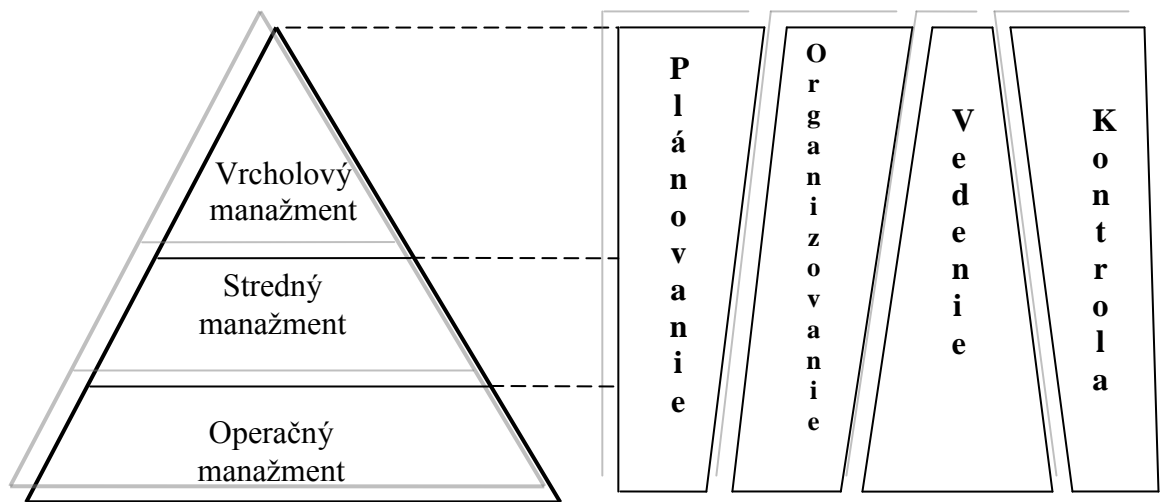 Vrcholový
manažment
Stredný
manažment
Operačný
manažment
Plánovanie
Organizovanie
Vedenie
Kontrola